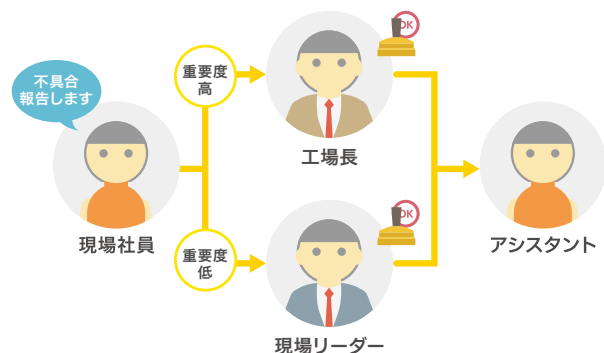 不具合
報告します
現場社員
重要度
高
OK
工場長
重要度
低
OK
現場リーダー
アシスタント